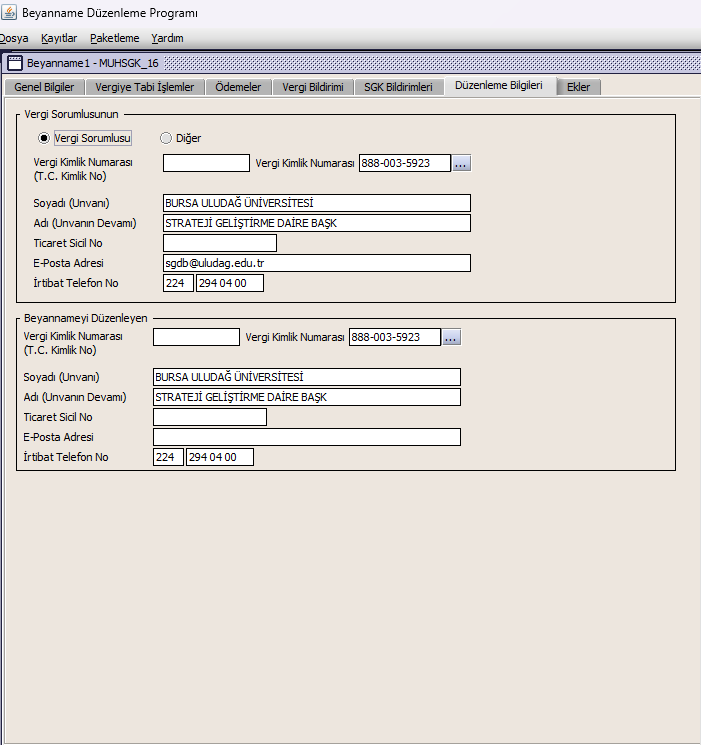 Beyanname Düzenleme Programı
Dosya Kayıtlar Paketleme Yardım
Beyanname1 - MUHSGK_16
Genel Bilgiler Vergiye Tabi İşlemler Ödemeler Vergi Bildirimi SGK Bildirimleri Düzenleme Bilgileri Ekler
Vergi Sorumlusunun
Vergi Sorumlusu Diğer
Vergi Kimlik Numarası Vergi Kimlik Numarası 888-003-5923 ...
(T.C. Kimlik No)
Soyadı (Unvanı) BURSA ULUDAĞ ÜNİVERSİTESİ
Adı (Unvanın Devamı) STRATEJİ GELİŞTİRME DAİRE BAŞK
Ticaret Sicil No
E-Posta Adresi sgdb@uludag.edu.tr
İrtibat Telefon No 224 294 04 00
Beyannameyi Düzenleyen
Vergi Kimlik Numarası Vergi Kimlik Numarası 888-003-5923 ...
(T.C. Kimlik No)
Soyadı (Unvanı) BURSA ULUDAĞ ÜNİVERSİTESİ
Adı (Unvanın Devamı) STRATEJİ GELİŞTİRME DAİRE BAŞK
Ticaret Sicil No
E-Posta Adresi
İrtibat Telefon No 224 294 04 00